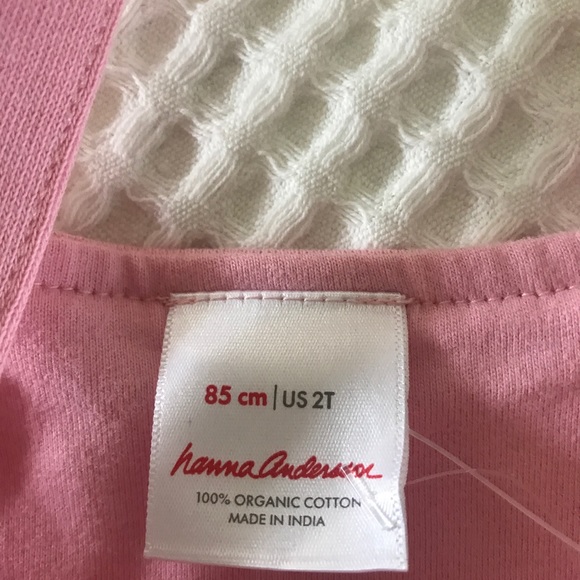 85 cm | US 2T
hanna andersson
100% ORGANIC COTTON
MADE IN INDIA